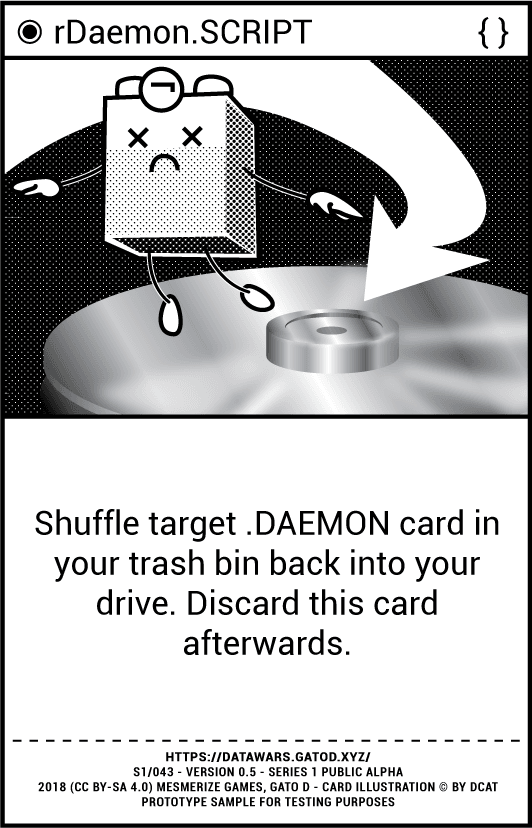 rDaemon.SCRIPT { }
Shuffle target .DAEMON card in
your trash bin back into your
drive. Discard this card
afterwards.
HTTPS://DATAWARS.GATOD.XYZ/
S1/043 - VERSION 0.5 - SERIES 1 PUBLIC ALPHA
2018 (CC BY-SA 4.0) MESMERIZE GAMES, GATO D - CARD ILLUSTRATION © BY DCAT
PROTOTYPE SAMPLE FOR TESTING PURPOSES